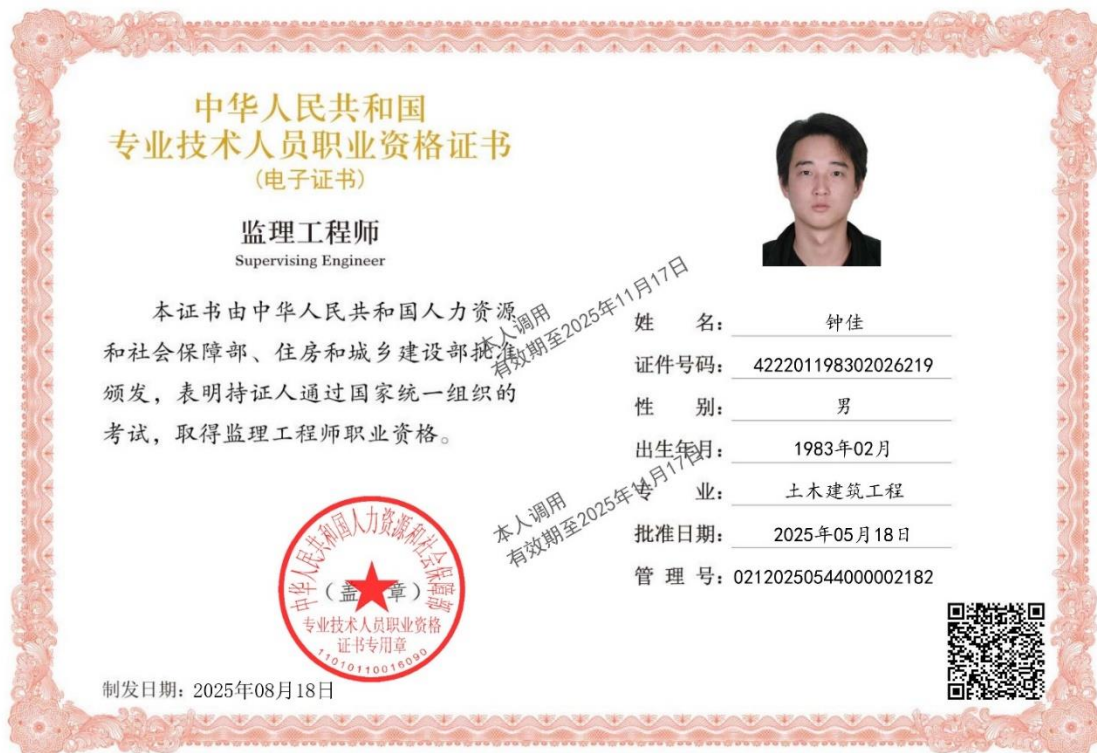 中华人民共和国
专业技术人员职业资格证书
(电子证书)
监理工程师
Supervising Engineer
本证书由中华人民共和国人力资源
和社会保障部、住房和城乡建设部批准
颁发，表明持证人通过国家统一组织的
考试，取得监理工程师职业资格。
本人调用
有效期至2025年11月17日
本人调用
有效期至2025年11月17日
姓 名： 钟佳
证件号码： 422201198302026219
性 别： 男
出生年月： 1983年02月
专 业： 土木建筑工程
批准日期： 2025年05月18日
管 理 号：02120250544000002182
中华人民共和国人力资源和社会保障部
（盖 章）
专业技术人员职业资格
证书专用章
11010110016090
制发日期：2025年08月18日